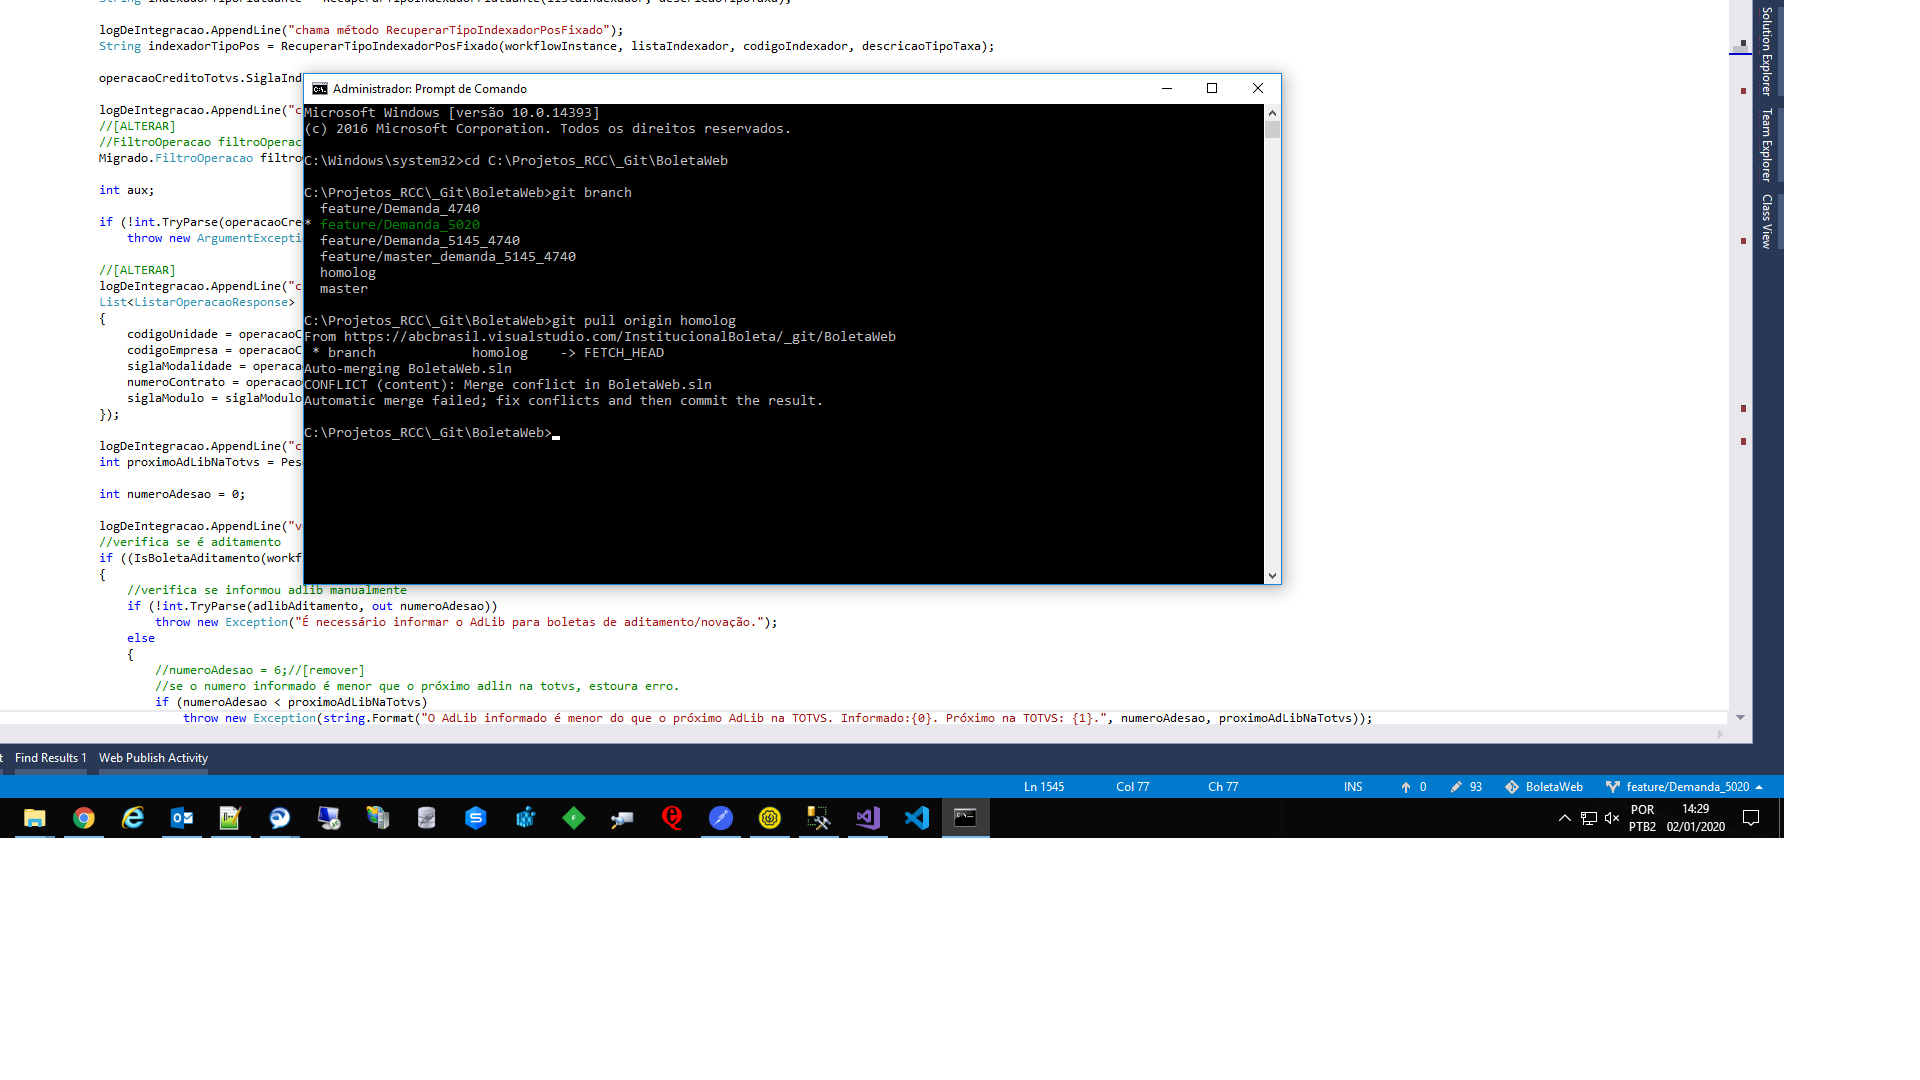 logDeIntegracao.AppendLine("chama método RecuperarTipoIndexadorPosFixado");
String indexadorTipoPos = RecuperarTipoIndexadorPosFixado(workflowInstance, listaIndexador, codigoIndexador, descricaoTipoTaxa);
operacaoCreditoTotvs.SiglaInd
logDeIntegracao.AppendLine("c
//[ALTERAR]
//FiltroOperacao filtroOperac
Migrado.FiltroOperacao filtro
int aux;
if (!int.TryParse(operacaoCre
throw new ArgumentExcepti
//[ALTERAR]
logDeIntegracao.AppendLine("c
List<ListarOperacaoResponse>
{
codigoUnidade = operacaoC
codigoEmpresa = operacaoC
siglaModalidade = operaca
numeroContrato = operacao
siglaModulo = siglaModulo
});
logDeIntegracao.AppendLine("c
int proximoAdLibNaTotvs = Pes
int numeroAdesao = 0;
logDeIntegracao.AppendLine("v
//verifica se é aditamento
if ((IsBoletaAditamento(workf
{
//verifica se informou adlib manualmente
if (!int.TryParse(adlibAditamento, out numeroAdesao))
throw new Exception("É necessário informar o AdLib para boletas de aditamento/novação.");
else
{
//numeroAdesao = 6;//[remover]
//se o numero informado é menor que o próximo adlin na totvs, estoura erro.
if (numeroAdesao < proximoAdLibNaTotvs)
throw new Exception(string.Format("O AdLib informado é menor do que o próximo AdLib na TOTVS. Informado:{0}. Próximo na TOTVS: {1}.", numeroAdesao, proximoAdLibNaTotvs));
Administrador: Prompt de Comando
Microsoft Windows [versão 10.0.14393]
(c) 2016 Microsoft Corporation. Todos os direitos reservados.
C:\Windows\system32>cd C:\Projetos_RCC\_Git\BoletaWeb
C:\Projetos_RCC\_Git\BoletaWeb>git branch
feature/Demanda_4740
* feature/Demanda_5020
feature/Demanda_5145_4740
feature/master_demanda_5145_4740
homolog
master
C:\Projetos_RCC\_Git\BoletaWeb>git pull origin homolog
From https://abcbrasil.visualstudio.com/InstitucionalBoleta/_git/BoletaWeb
* branch homolog -> FETCH_HEAD
Auto-merging BoletaWeb.sln
CONFLICT (content): Merge conflict in BoletaWeb.sln
Automatic merge failed; fix conflicts and then commit the result.
C:\Projetos_RCC\_Git\BoletaWeb>
Solution Explorer
Team Explorer
Class View
t Find Results 1 Web Publish Activity
Ln 1545 Col 77 Ch 77 INS 0 93 BoletaWeb feature/Demanda_5020
POR 14:29
PTB2 02/01/2020